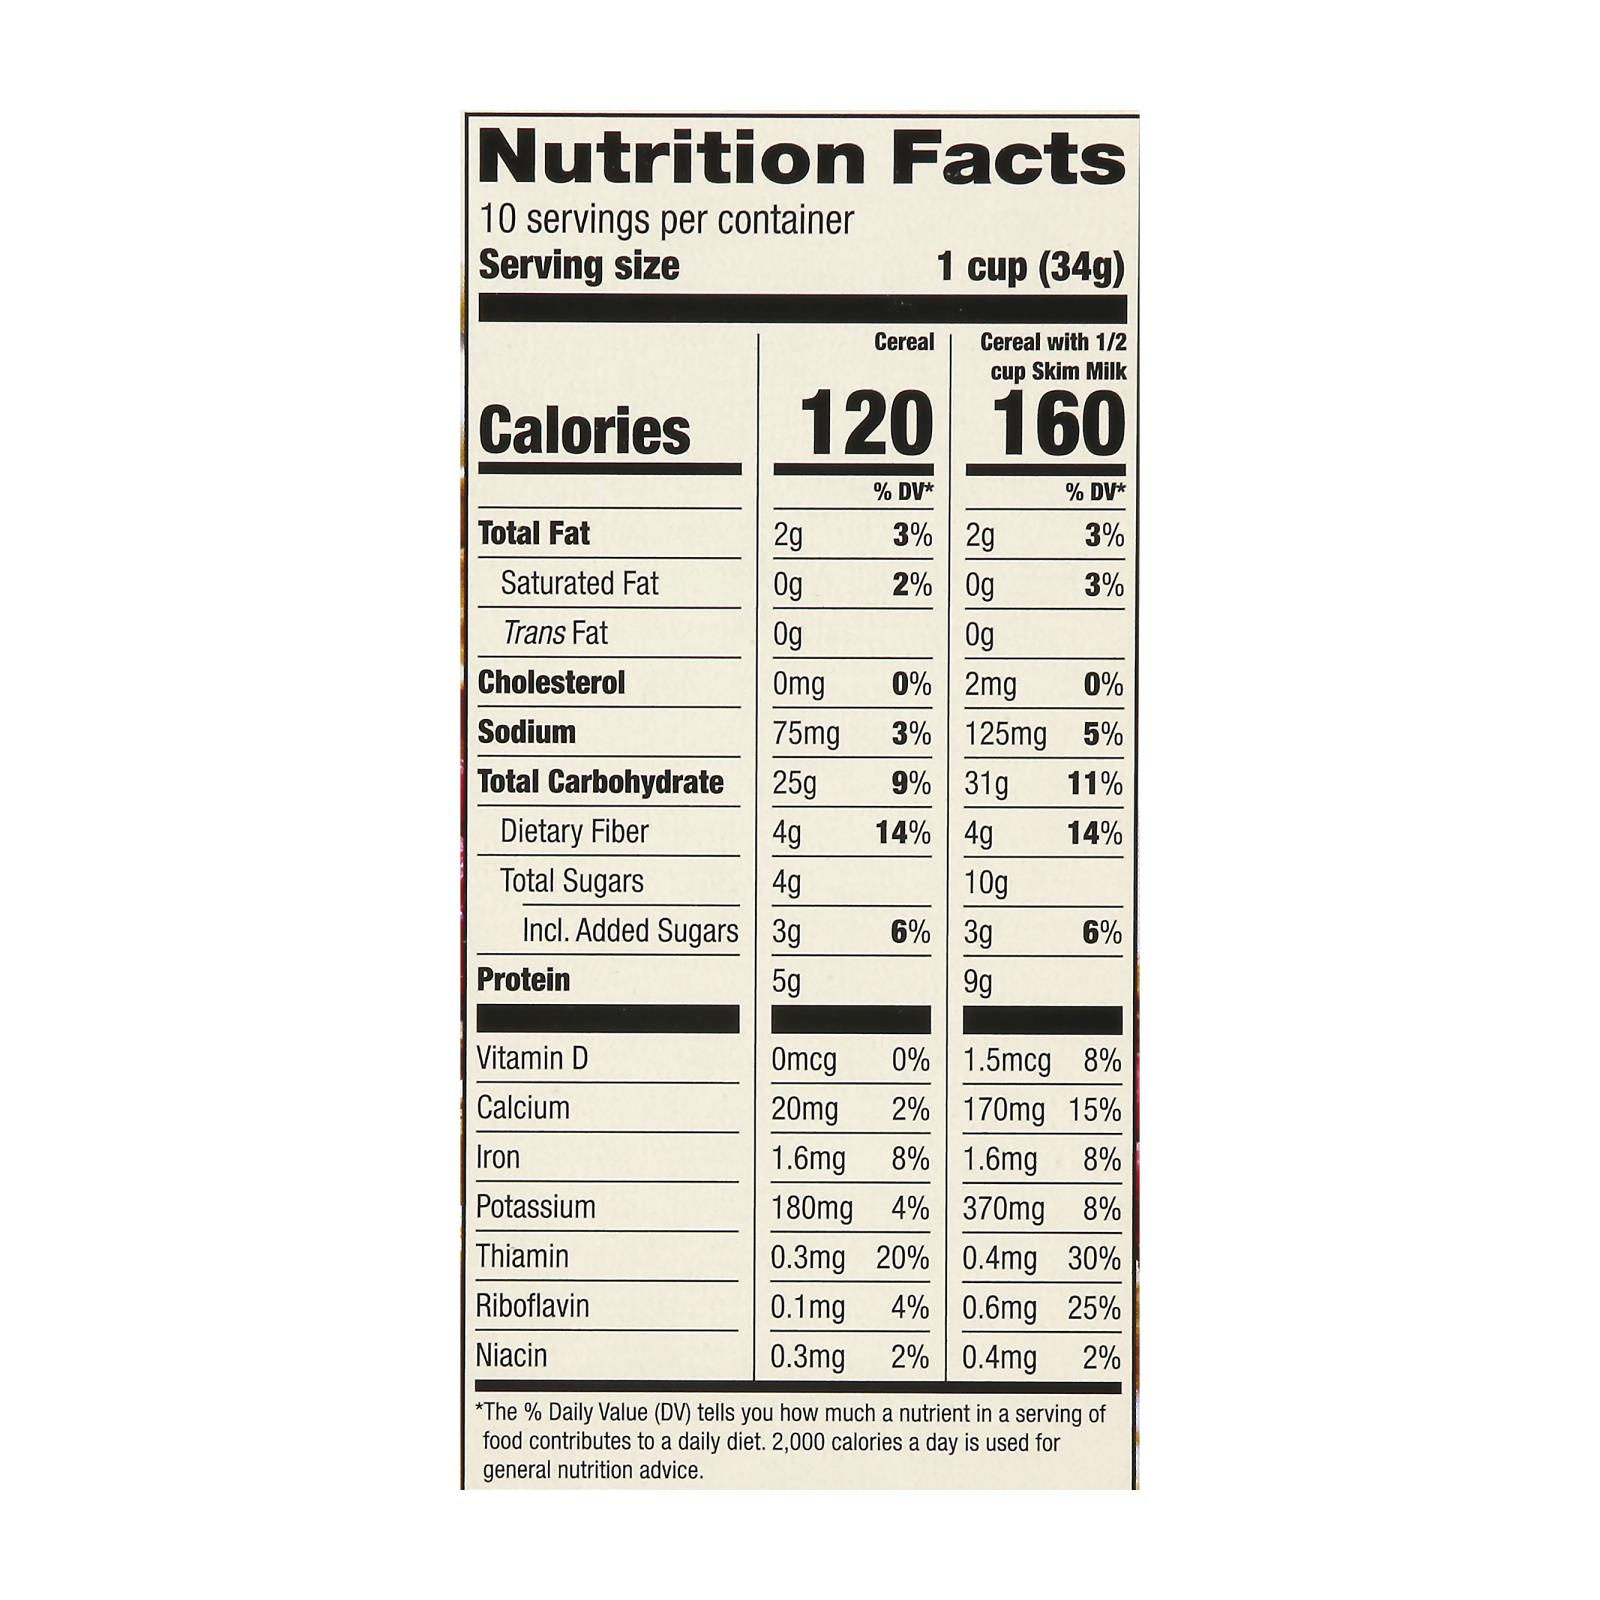 Nutrition Facts
10 servings per container
Serving size 1 cup (34g)
Cereal Cereal with 1/2
cup Skim Milk
Calories 120 160
% DV* % DV*
Total Fat 2g 3% 2g 3%
Saturated Fat 0g 2% 0g 3%
Trans Fat 0g 0g
Cholesterol 0mg 0% 2mg 0%
Sodium 75mg 3% 125mg 5%
Total Carbohydrate 25g 9% 31g 11%
Dietary Fiber 4g 14% 4g 14%
Total Sugars 4g 10g
Incl. Added Sugars 3g 6% 3g 6%
Protein 5g 9g
Vitamin D 0mcg 0% 1.5mcg 8%
Calcium 20mg 2% 170mg 15%
Iron 1.6mg 8% 1.6mg 8%
Potassium 180mg 4% 370mg 8%
Thiamin 0.3mg 20% 0.4mg 30%
Riboflavin 0.1mg 4% 0.6mg 25%
Niacin 0.3mg 2% 0.4mg 2%
*The % Daily Value (DV) tells you how much a nutrient in a serving of
food contributes to a daily diet. 2,000 calories a day is used for
general nutrition advice.